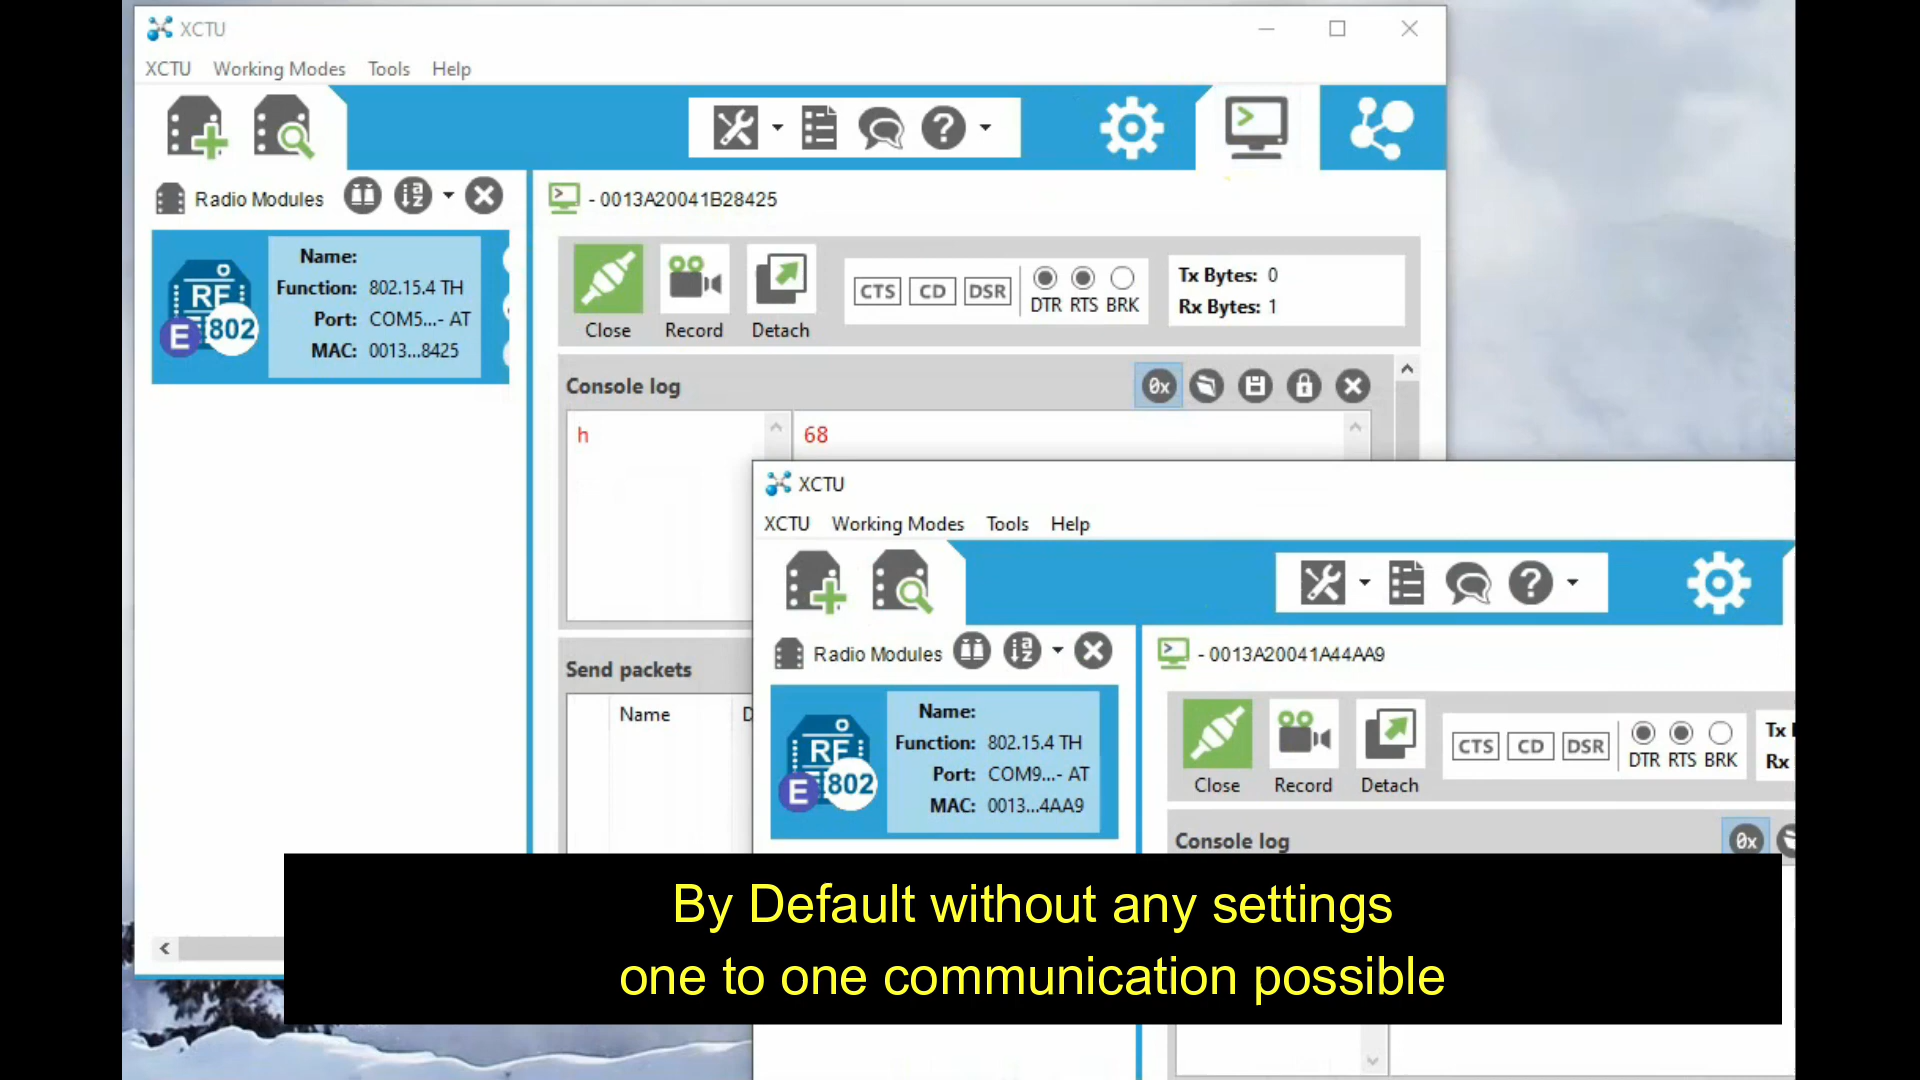 XCTU
XCTU Working Modes Tools Help
Radio Modules
- 0013A20041B28425
Name:
Function: 802.15.4 TH
Port: COM5...- AT
MAC: 0013...8425
RF
E 802
Close Record Detach
CTS CD DSR
DTR RTS BRK
Tx Bytes: 0
Rx Bytes: 1
Console log
0x
h 68
Send packets
Name
XCTU
XCTU Working Modes Tools Help
Radio Modules
- 0013A20041A44AA9
Name:
Function: 802.15.4 TH
Port: COM9...- AT
MAC: 0013...4AA9
RF
E 802
Close Record Detach
CTS CD DSR
DTR RTS BRK
Tx
Rx
Console log
0x
By Default without any settings
one to one communication possible